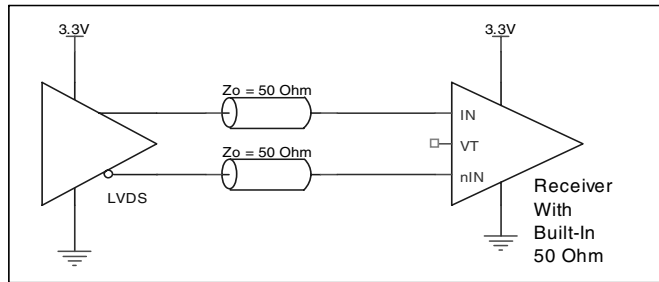 3.3V
3.3V
Zo = 50 Ohm
IN
VT
Zo = 50 Ohm
nIN
LVDS
Receiver
With
Built-In
50 Ohm